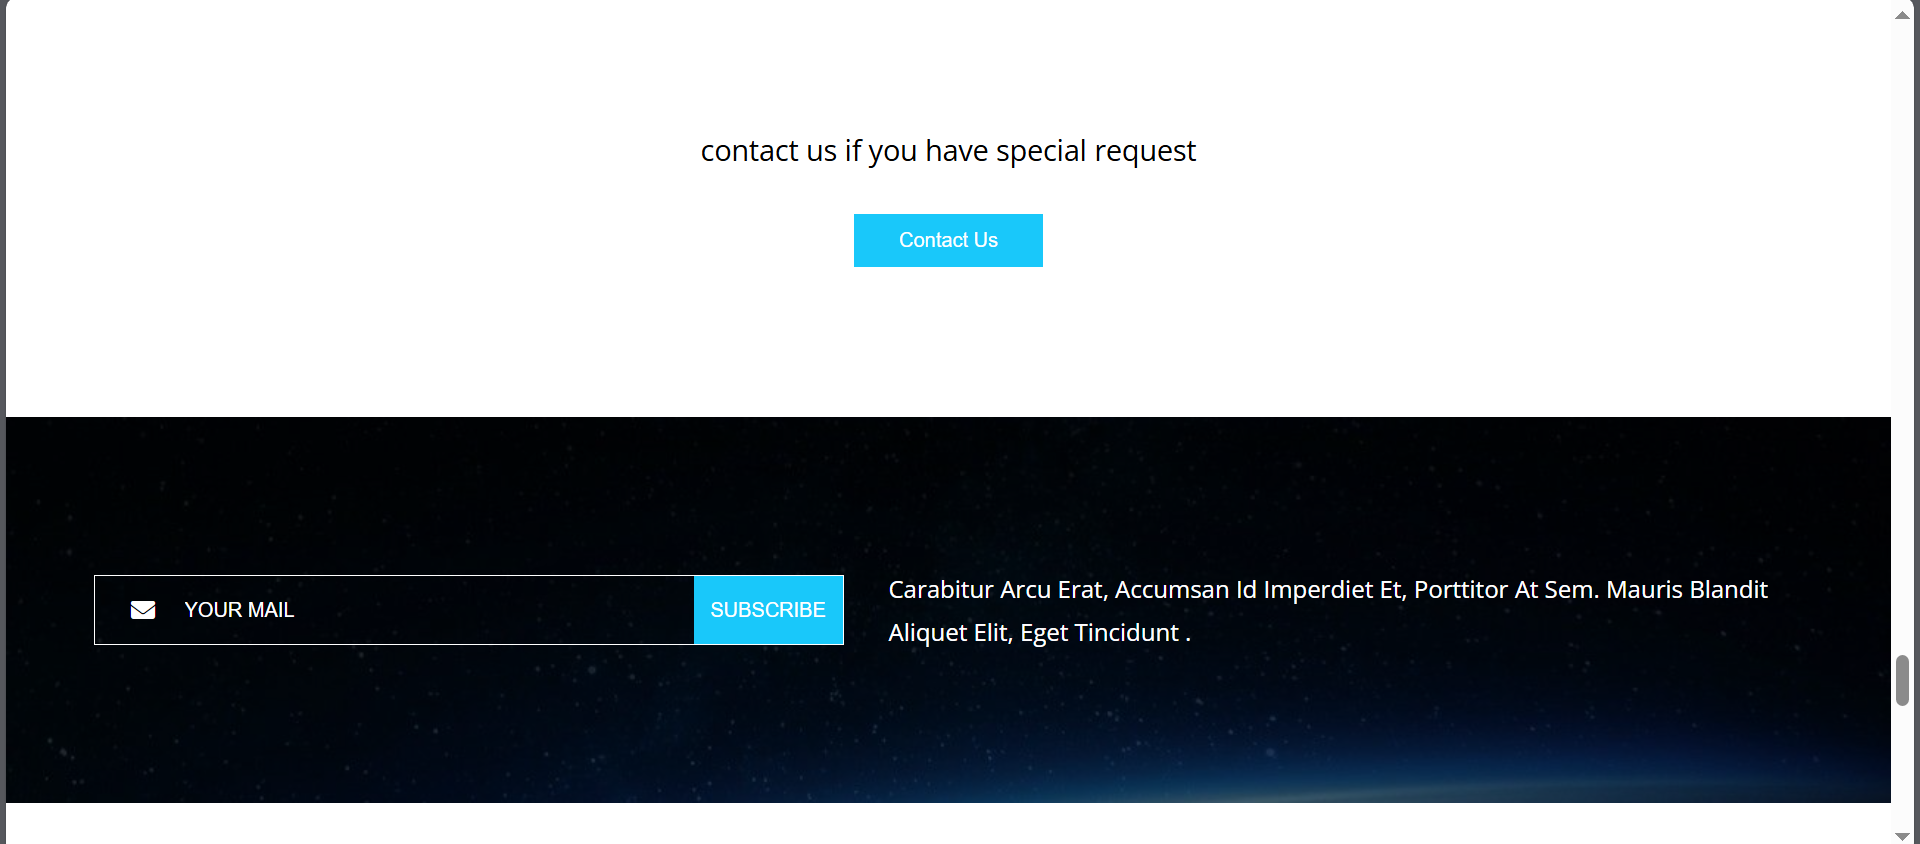 contact us if you have special request
Contact Us
YOUR MAIL
SUBSCRIBE
Carabitur Arcu Erat, Accumsan Id Imperdiet Et, Porttitor At Sem. Mauris Blandit
Aliquet Elit, Eget Tincidunt .